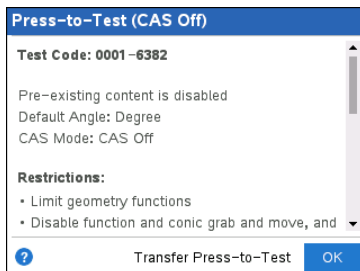 Press-to-Test (CAS Off)
Test Code: 0001-6382
Pre-existing content is disabled
Default Angle: Degree
CAS Mode: CAS Off
Restrictions:
• Limit geometry functions
• Disable function and conic grab and move, and
? Transfer Press-to-Test OK